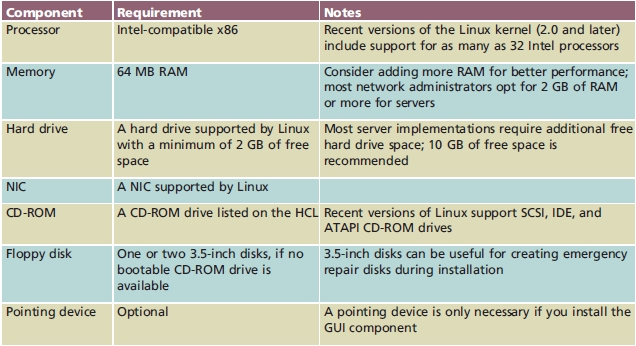 Component Requirement Notes
Processor Intel-compatible x86 Recent versions of the Linux kernel (2.0 and later)
include support for as many as 32 Intel processors
Memory 64 MB RAM Consider adding more RAM for better performance;
most network administrators opt for 2 GB of RAM
or more for servers
Hard drive A hard drive supported by Linux Most server implementations require additional free
with a minimum of 2 GB of free hard drive space; 10 GB of free space is
space recommended
NIC A NIC supported by Linux
CD-ROM A CD-ROM drive listed on the HCL Recent versions of Linux support SCSI, IDE, and
ATAPI CD-ROM drives
Floppy disk One or two 3.5-inch disks, if no 3.5-inch disks can be useful for creating emergency
bootable CD-ROM drive is repair disks during installation
available
Pointing device Optional A pointing device is only necessary if you install the
GUI component